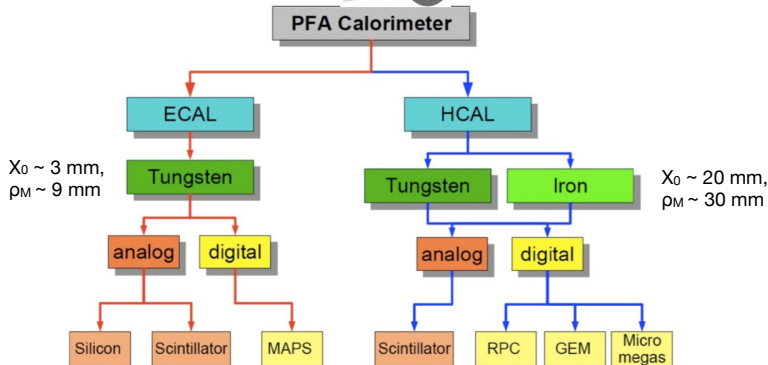 PFA Calorimeter
ECAL
HCAL
X₀ ~ 3 mm,
ρM ~ 9 mm
Tungsten
Tungsten
Iron
X₀ ~ 20 mm,
ρM ~ 30 mm
analog
digital
analog
digital
Silicon
Scintillator
MAPS
Scintillator
RPC
GEM
Micro
megas